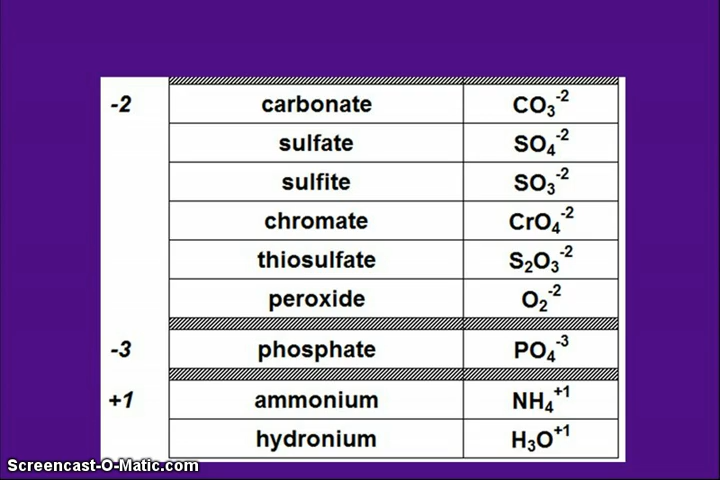 -2 carbonate CO₃⁻²
sulfate SO₄⁻²
sulfite SO₃⁻²
chromate CrO₄⁻²
thiosulfate S₂O₃⁻²
peroxide O₂⁻²
-3 phosphate PO₄⁻³
+1 ammonium NH₄⁺¹
hydronium H₃O⁺¹
Screencast-O-Matic.com